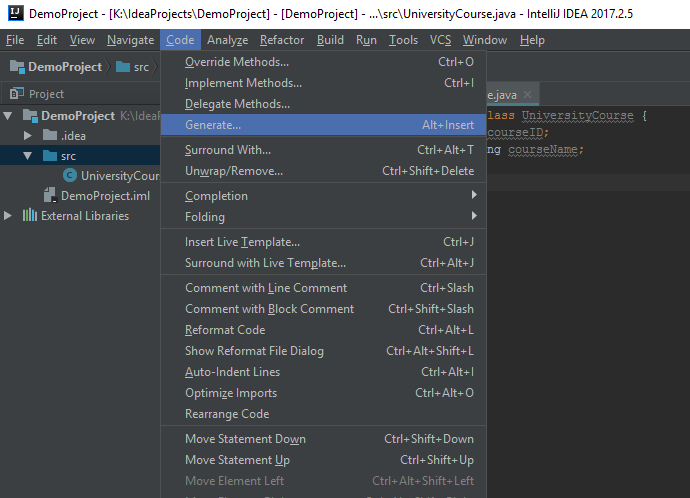 DemoProject - [K:\IdeaProjects\DemoProject] - [DemoProject] - ...\src\UniversityCourse.java - IntelliJ IDEA 2017.2.5
File Edit View Navigate Code Analyze Refactor Build Run Tools VCS Window Help
DemoProject src
Project
e.java
DemoProject K:\Idea
.idea
src
UniversityCour
DemoProject.iml
External Libraries
Override Methods... Ctrl+O
Implement Methods... Ctrl+I
Delegate Methods...
Generate... Alt+Insert
Surround With... Ctrl+Alt+T
Unwrap/Remove... Ctrl+Shift+Delete
Completion
Folding
Insert Live Template... Ctrl+J
Surround with Live Template... Ctrl+Alt+J
Comment with Line Comment Ctrl+Slash
Comment with Block Comment Ctrl+Shift+Slash
Reformat Code Ctrl+Alt+L
Show Reformat File Dialog Ctrl+Alt+Shift+L
Auto-Indent Lines Ctrl+Alt+I
Optimize Imports Ctrl+Alt+O
Rearrange Code
Move Statement Down Ctrl+Shift+Down
Move Statement Up Ctrl+Shift+Up
Move Element Left Ctrl+Alt+Shift+Left
lass UniversityCourse {
courseID;
ng courseName;